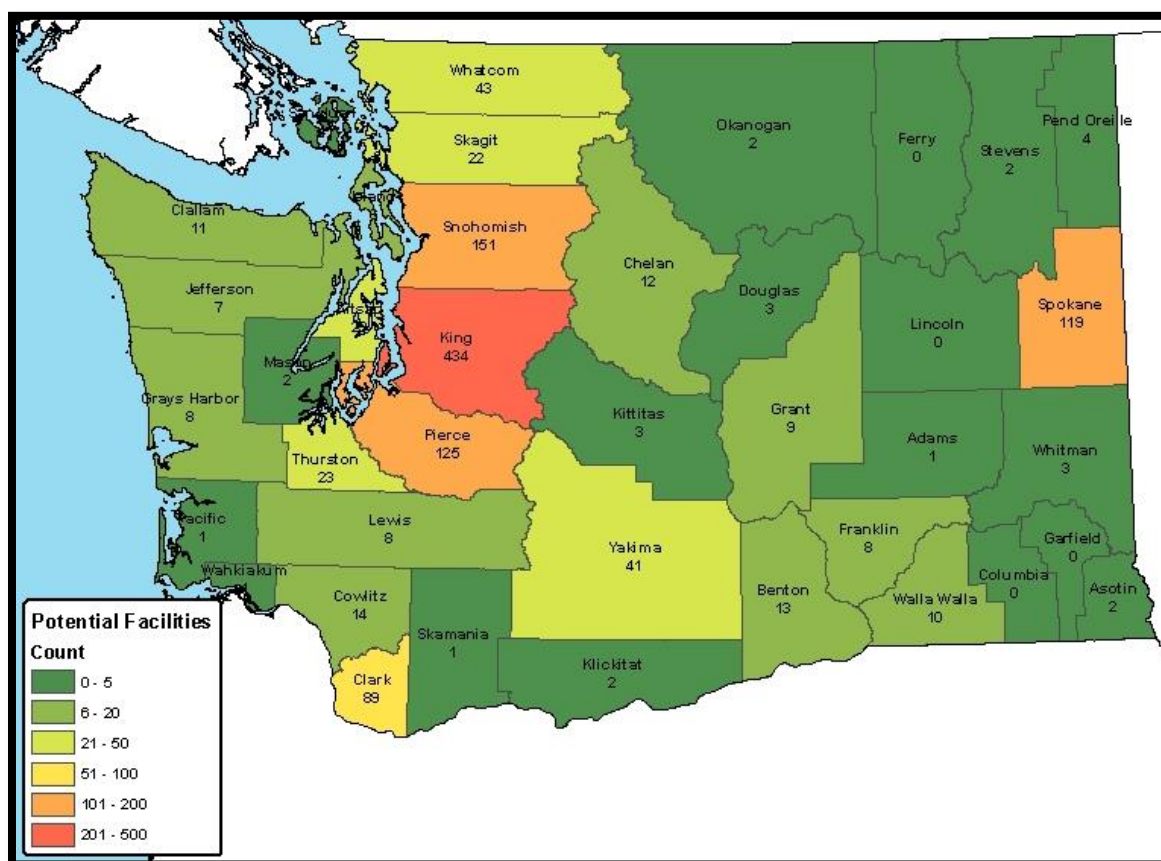 Whatcom
43
Skagit
22
Okanogan
2
Ferry
0
Stevens
2
Pend Oreille
4
Clallam
11
Snohomish
151
Chelan
12
Jefferson
7
Douglas
3
Lincoln
0
Spokane
119
King
434
Mason
2
Grays Harbor
8
Kittitas
3
Grant
9
Adams
1
Whitman
3
Pierce
125
Thurston
23
Lewis
8
Pacific
1
Yakima
41
Franklin
8
Garfield
0
Wahkiakum
Columbia
0
Asotin
2
Benton
13
Walla Walla
10
Cowlitz
14
Skamania
1
Klickitat
2
Clark
89
Potential Facilities
Count
0 - 5
6 - 20
21 - 50
51 - 100
101 - 200
201 - 500